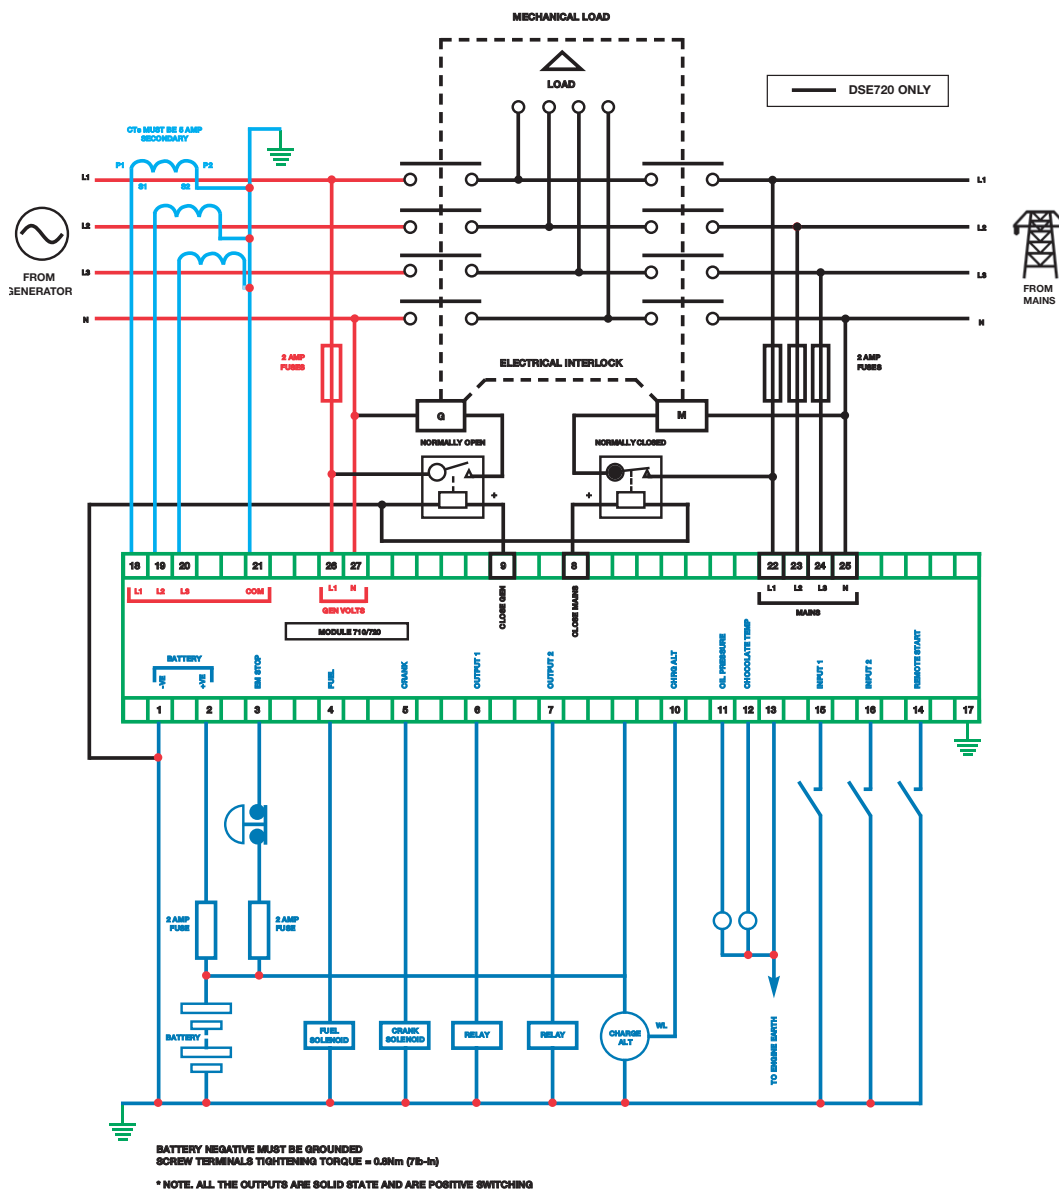 MECHANICAL LOAD
LOAD
DSE720 ONLY
CTs MUST BE 5 AMP
SECONDARY
P1
P2
S1
S2
L1
L2
L3
N
FROM
GENERATOR
L1
L2
L3
N
FROM
MAINS
2 AMP
FUSES
ELECTRICAL INTERLOCK
2 AMP
FUSES
G
M
NORMALLY OPEN
NORMALLY CLOSED
+
+
18 19 20 21 26 27 9 8 22 23 24 25
L1 L2 L3 COM L1 N L1 L2 L3 N
GEN VOLTS
CLOSE GEN
CLOSE MAINS
MAINS
MODULE 710/720
BATTERY
-VE
+VE
EM STOP
FUEL
CRANK
OUTPUT 1
OUTPUT 2
CHRG ALT
OIL PRESSURE
CHOCOLATE TEMP
INPUT 1
INPUT 2
REMOTE START
1 2 3 4 5 6 7 10 11 12 13 15 16 14 17
2 AMP
FUSE
2 AMP
FUSE
BATTERY
FUEL
SOLENOID
CRANK
SOLENOID
RELAY
RELAY
CHARGE
ALT
WL
TO ENGINE EARTH
BATTERY NEGATIVE MUST BE GROUNDED
SCREW TERMINALS TIGHTENING TORQUE = 0.8Nm (7lb-in)
* NOTE. ALL THE OUTPUTS ARE SOLID STATE AND ARE POSITIVE SWITCHING